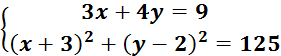 3x + 4y = 9
(x + 3)² + (y − 2)² = 125